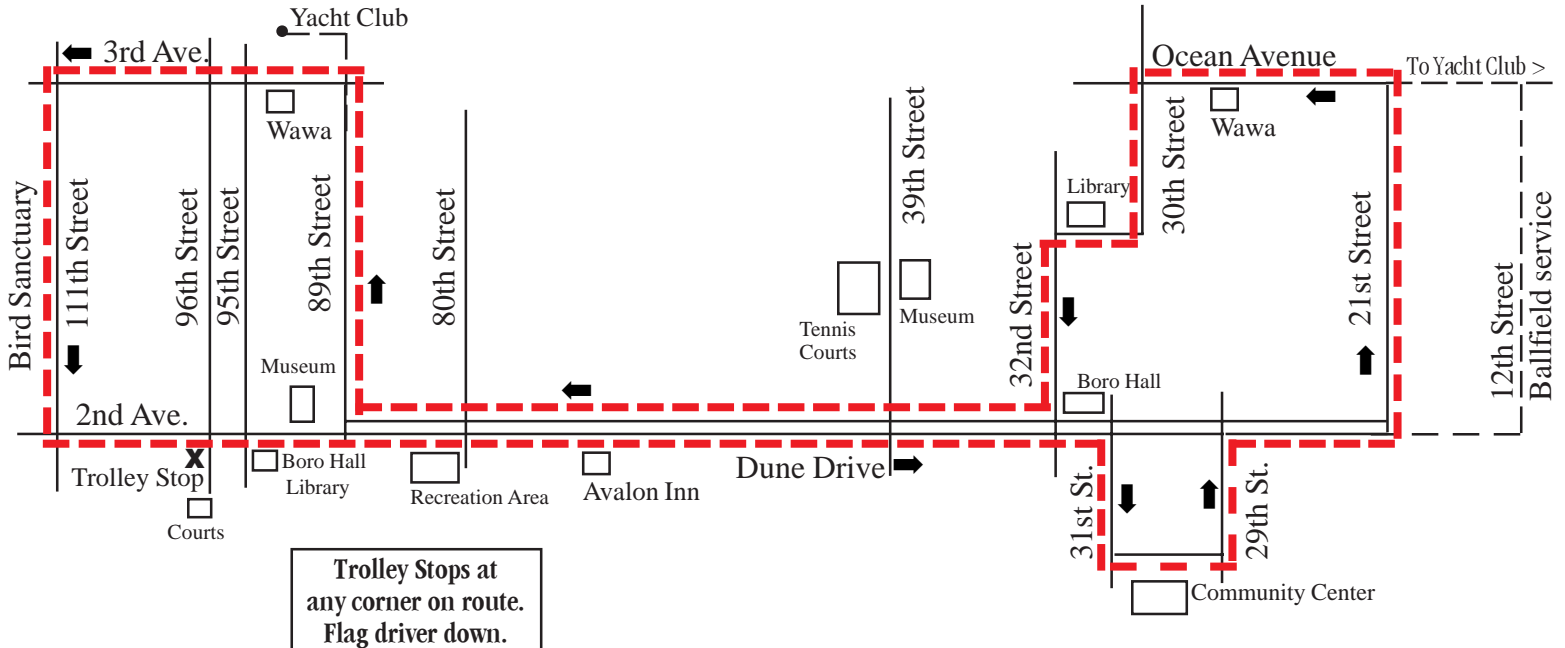 Yacht Club
3rd Ave.
Ocean Avenue
To Yacht Club >
Wawa
Wawa
Bird Sanctuary
111th Street
96th Street
95th Street
89th Street
80th Street
39th Street
Library
30th Street
32nd Street
21st Street
12th Street
Ballfield service
Tennis
Courts
Museum
Museum
Boro Hall
2nd Ave.
Trolley Stop
X
Courts
Boro Hall
Library
Recreation Area
Avalon Inn
Dune Drive
31st St.
29th St.
Community Center
Trolley Stops at
any corner on route.
Flag driver down.